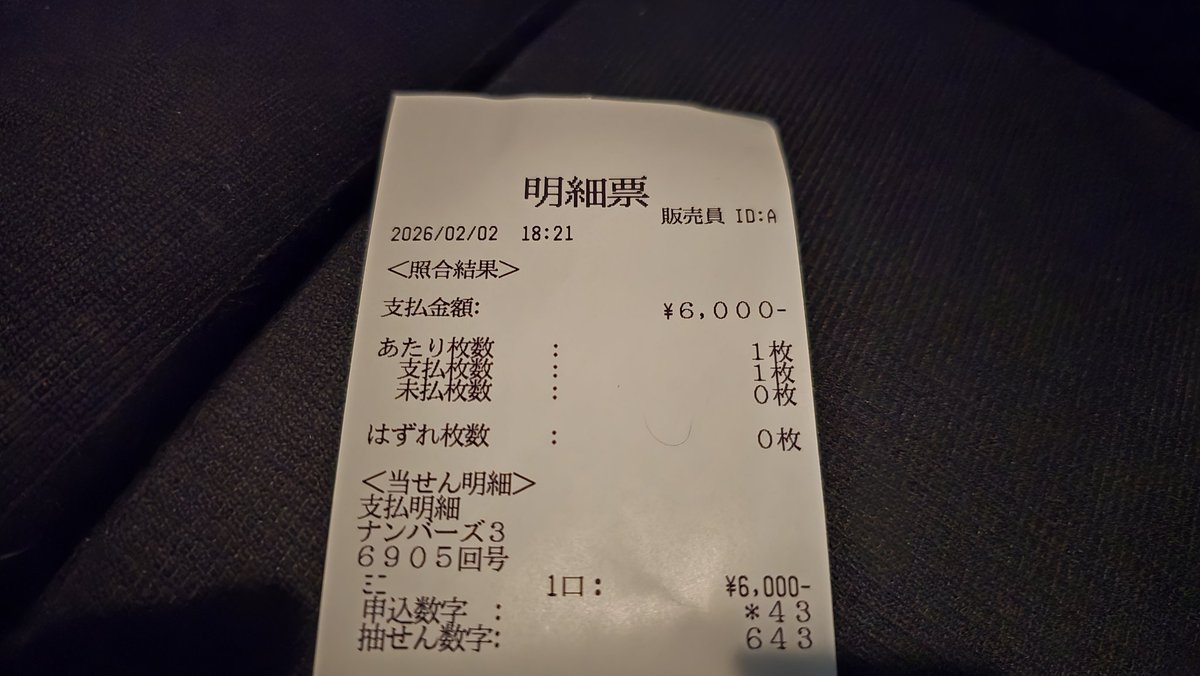 明細票
販売員 ID:A
2026/02/02 18:21
<照合結果>
支払金額: ¥6,000-
あたり枚数 : 1枚
支払枚数 : 1枚
未払枚数 : 0枚
はずれ枚数 : 0枚
<当せん明細>
支払明細
ナンバーズ3
6905回号
ミニ 1口: ¥6,000-
申込数字 : *43
抽せん数字: 643